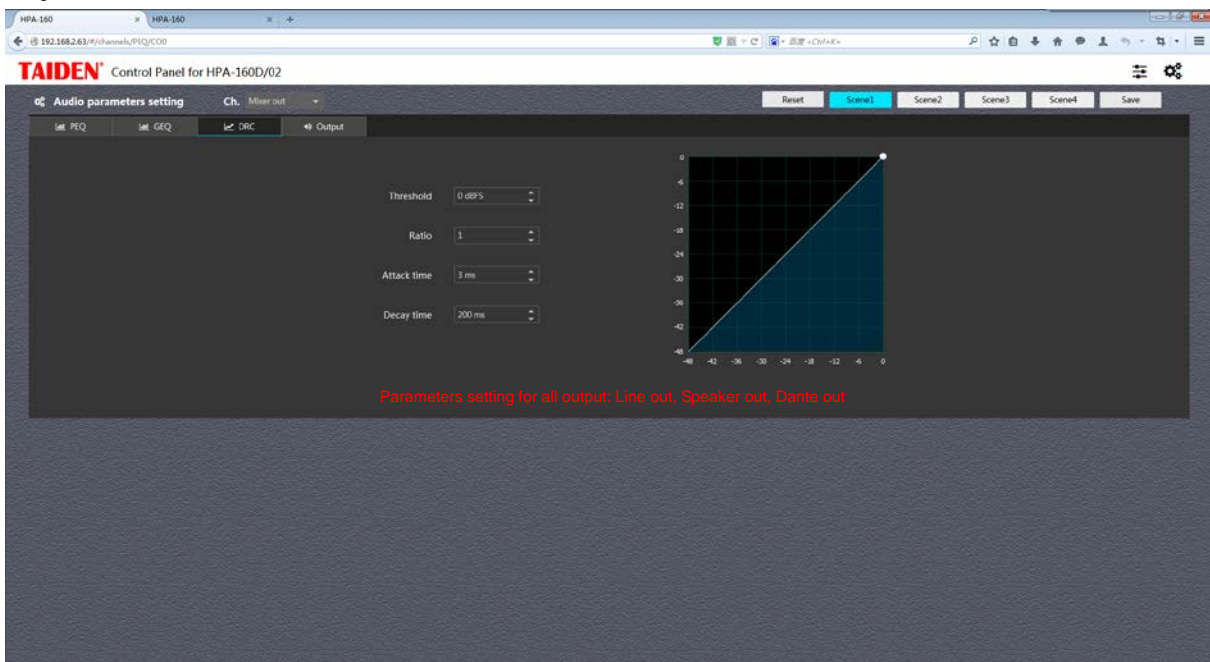 HPA-160 × HPA-160 × +
192.168.2.63/#/channels/PEQ/CO0 百度 <Ctrl+K>
TAIDEN Control Panel for HPA-160D/02
Audio parameters setting Ch. Mixer out Reset Scene1 Scene2 Scene3 Scene4 Save
PEQ GEQ DRC Output
Threshold 0 dBFS
Ratio 1
Attack time 3 ms
Decay time 200 ms
0
-6
-12
-18
-24
-30
-36
-42
-48
-48 -42 -36 -30 -24 -18 -12 -6 0
Parameters setting for all output: Line out, Speaker out, Dante out